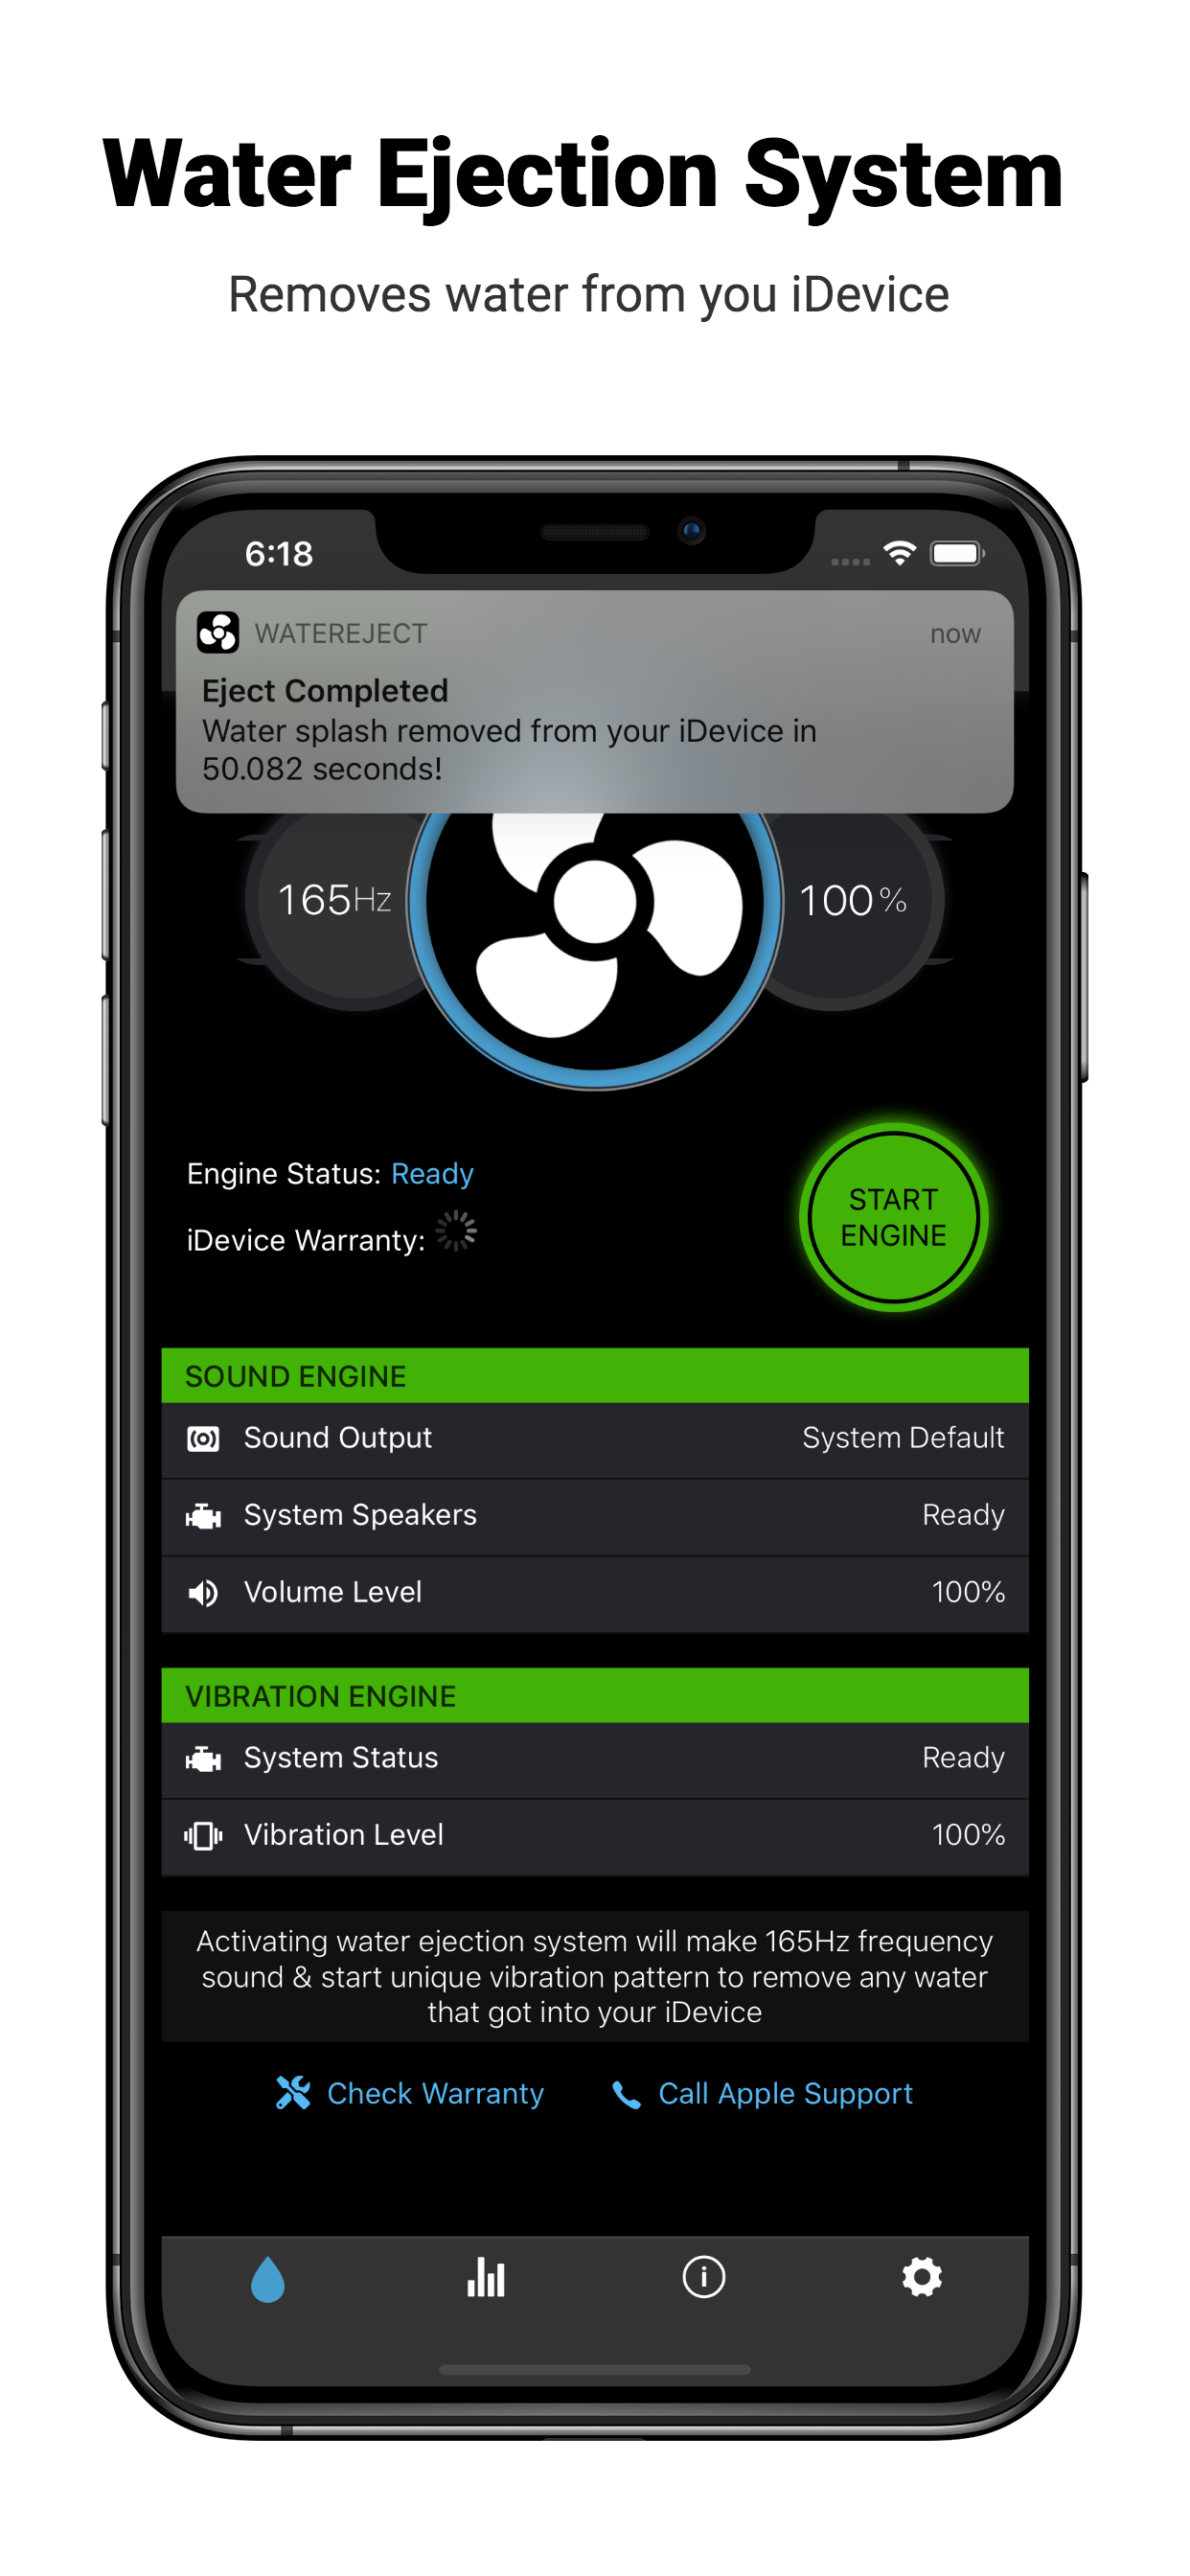 Water Ejection System
Removes water from you iDevice
6:18
WATEREJECT now
Eject Completed
Water splash removed from your iDevice in
50.082 seconds!
165Hz 100%
Engine Status: Ready
iDevice Warranty:
START
ENGINE
SOUND ENGINE
Sound Output System Default
System Speakers Ready
Volume Level 100%
VIBRATION ENGINE
System Status Ready
Vibration Level 100%
Activating water ejection system will make 165Hz frequency
sound & start unique vibration pattern to remove any water
that got into your iDevice
Check Warranty Call Apple Support